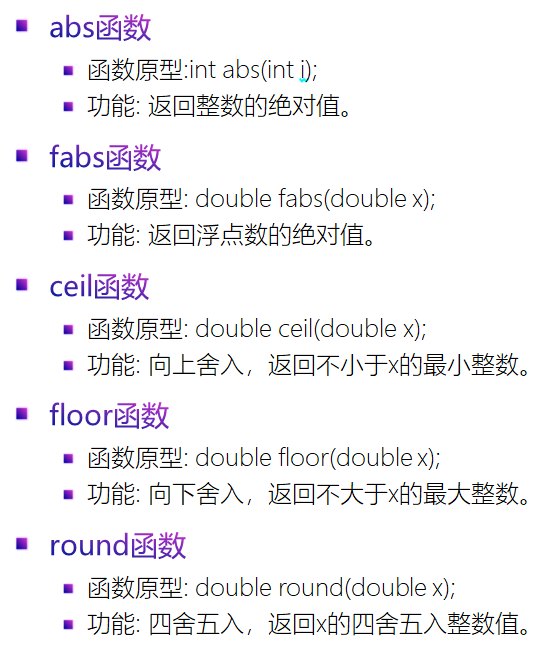 abs函数
函数原型:int abs(int i);
功能: 返回整数的绝对值。
fabs函数
函数原型: double fabs(double x);
功能: 返回浮点数的绝对值。
ceil函数
函数原型: double ceil(double x);
功能: 向上舍入，返回不小于x的最小整数。
floor函数
函数原型: double floor(double x);
功能: 向下舍入，返回不大于x的最大整数。
round函数
函数原型: double round(double x);
功能: 四舍五入，返回x的四舍五入整数值。